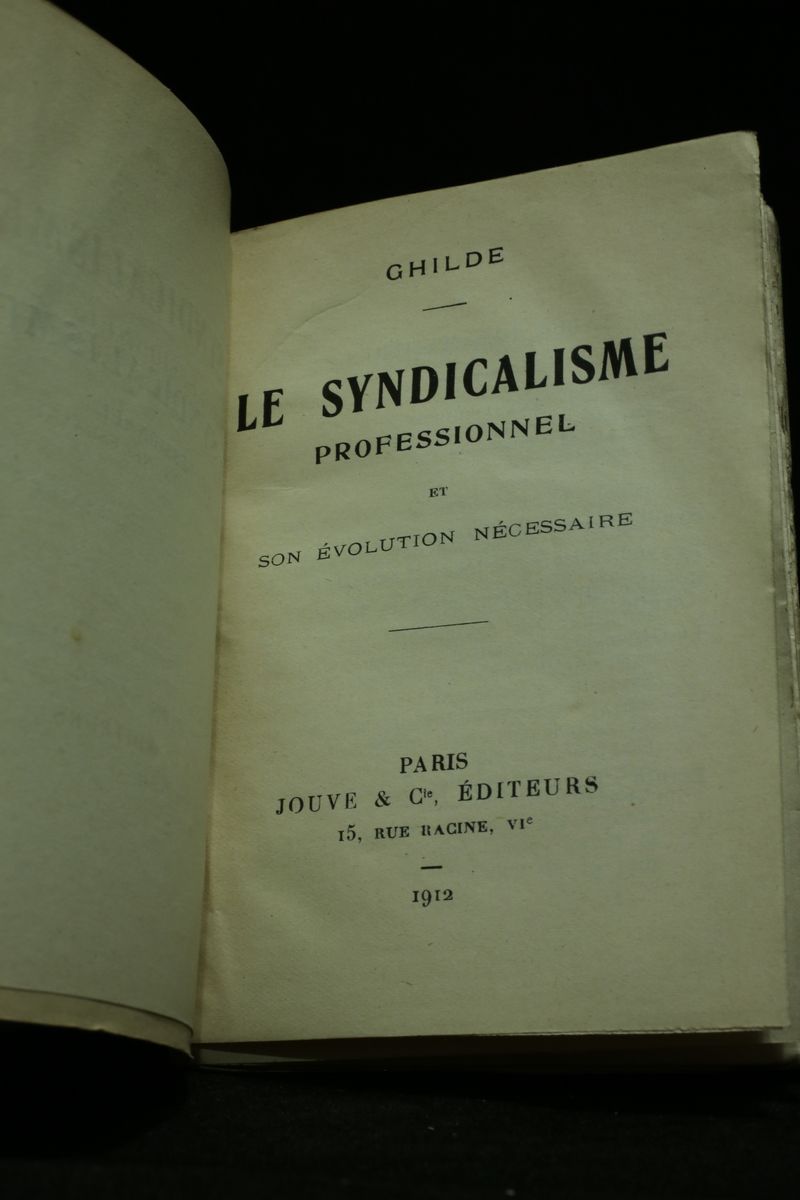 GHILDE
LE SYNDICALISME
PROFESSIONNEL
ET
SON ÉVOLUTION NÉCESSAIRE
PARIS
JOUVE & Cie, ÉDITEURS
15, RUE RACINE, VIe
1912